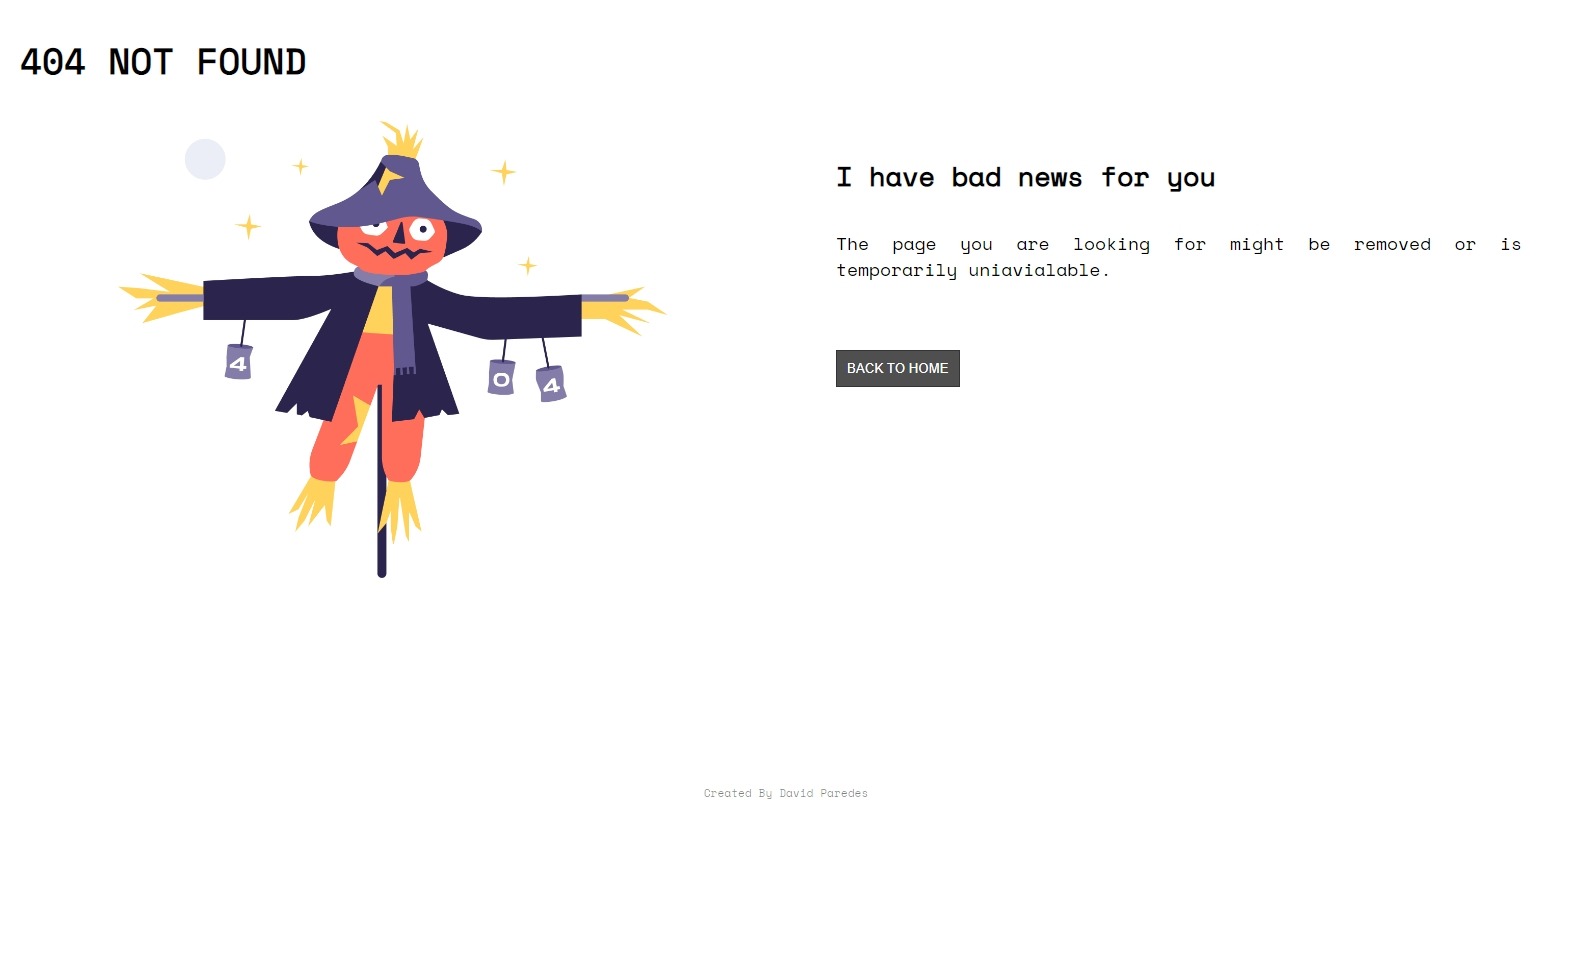 404 NOT FOUND
I have bad news for you
The page you are looking for might be removed or is
temporarily uniavialable.
BACK TO HOME
4
0
4
Created By David Paredes